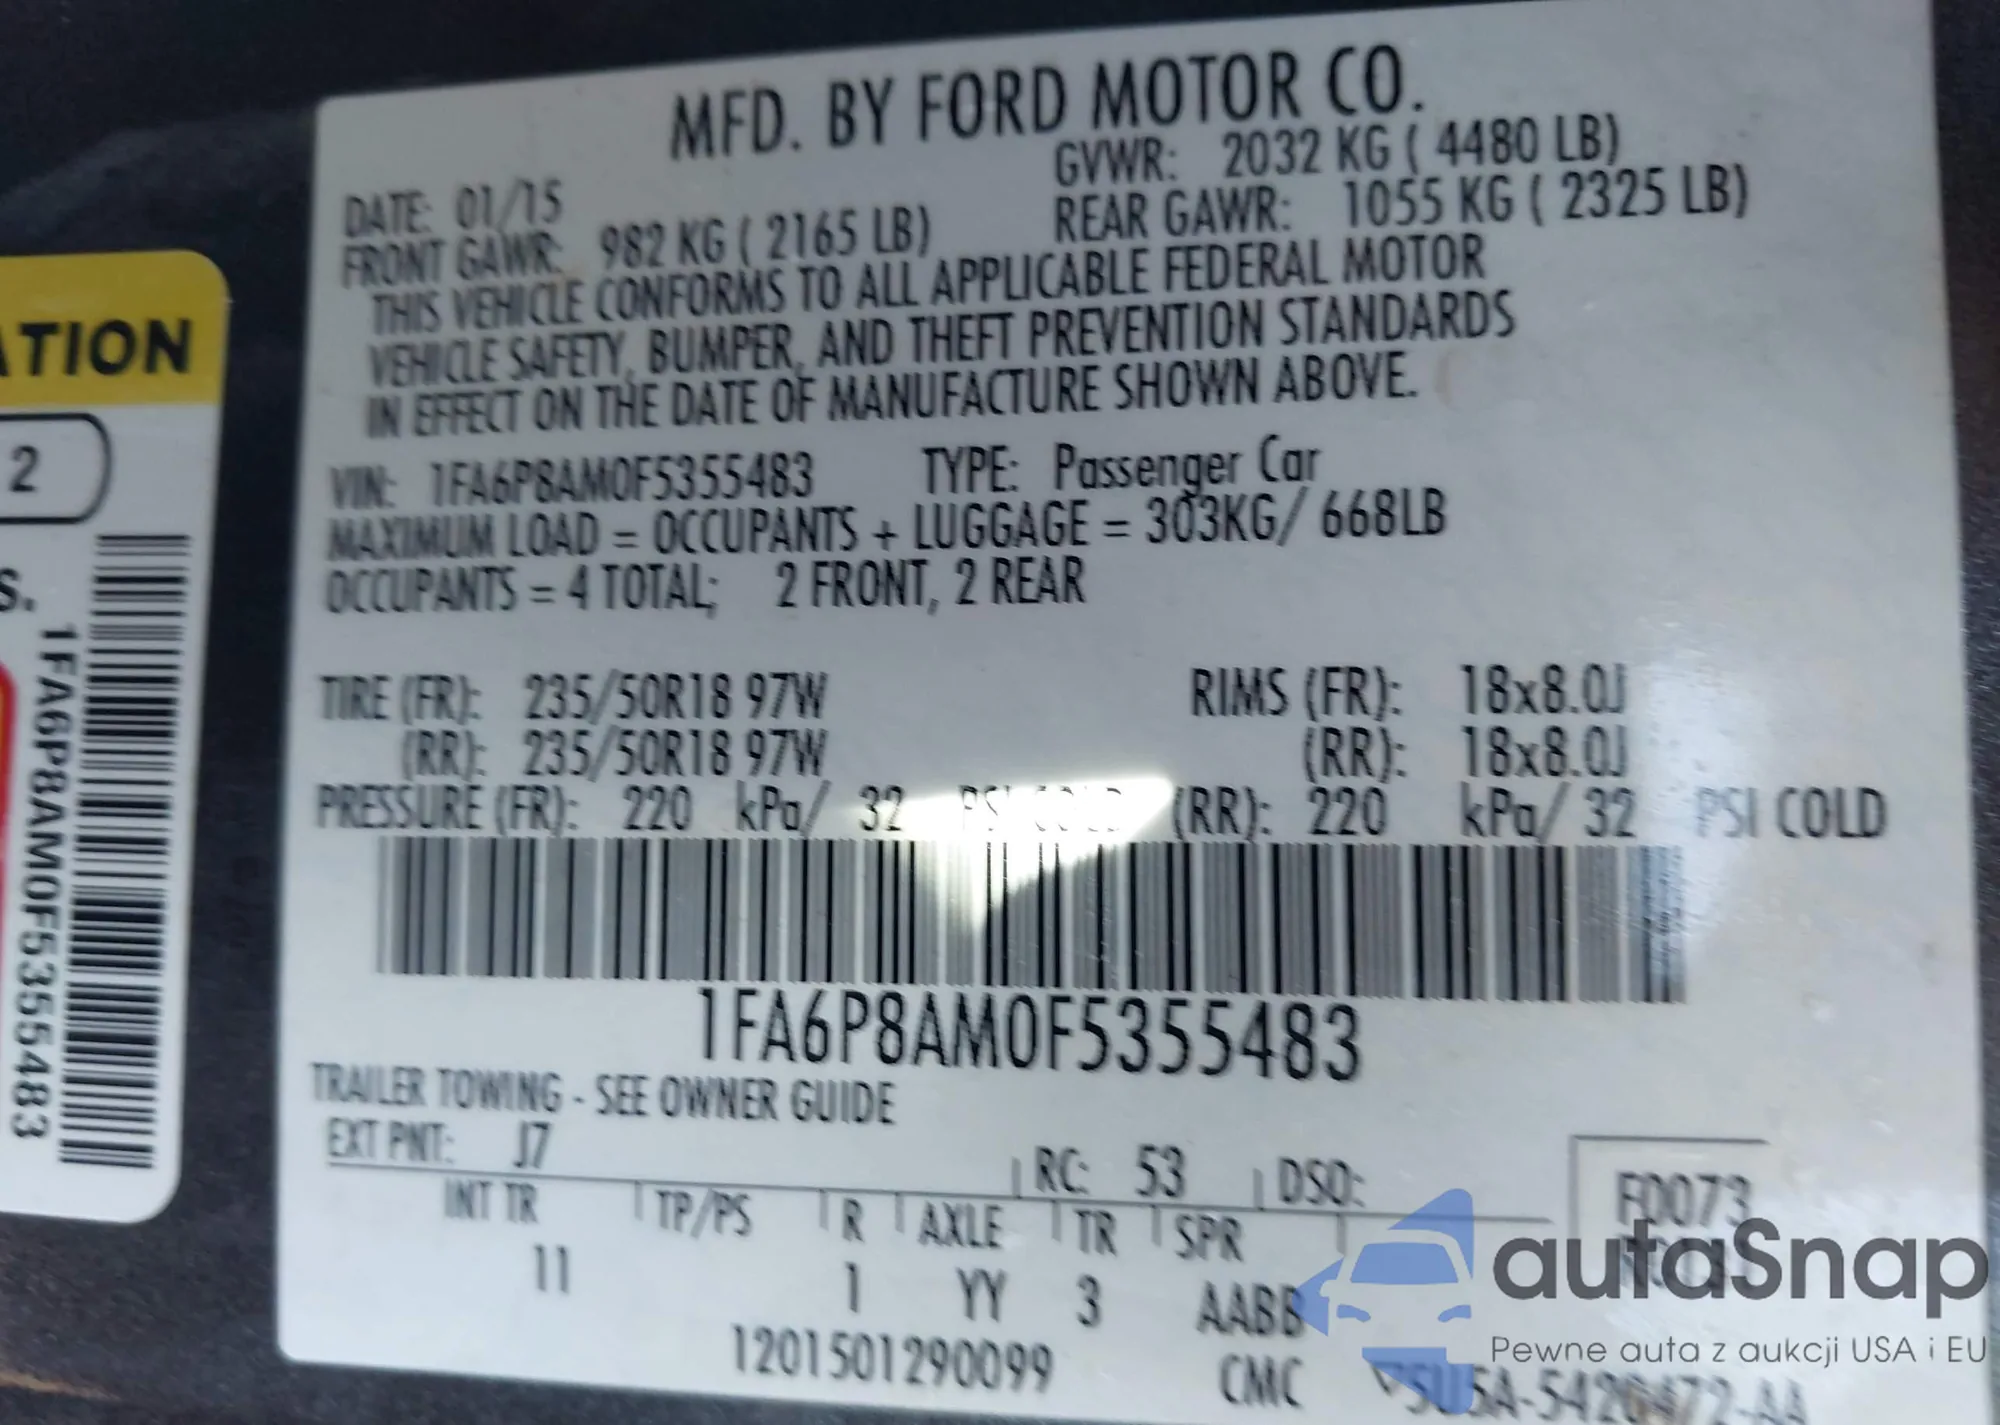 MFD. BY FORD MOTOR CO.
DATE: 01/15
GVWR: 2032 KG ( 4480 LB)
FRONT GAWR: 982 KG ( 2165 LB)
REAR GAWR: 1055 KG ( 2325 LB)
THIS VEHICLE CONFORMS TO ALL APPLICABLE FEDERAL MOTOR
VEHICLE SAFETY, BUMPER, AND THEFT PREVENTION STANDARDS
IN EFFECT ON THE DATE OF MANUFACTURE SHOWN ABOVE.
VIN: 1FA6P8AM0F5355483 TYPE: Passenger Car
MAXIMUM LOAD = OCCUPANTS + LUGGAGE = 303KG/ 668LB
OCCUPANTS = 4 TOTAL; 2 FRONT, 2 REAR
TIRE (FR): 235/50R18 97W RIMS (FR): 18x8.0J
(RR): 235/50R18 97W (RR): 18x8.0J
PRESSURE (FR): 220 kPa/ 32 PSI COLD (RR): 220 kPa/ 32 PSI COLD
1FA6P8AM0F5355483
TRAILER TOWING - SEE OWNER GUIDE
EXT PNT: J7 RC: 53 DSO:
F0073
INT TR TP/PS R AXLE TR SPR
11 1 YY 3 AABB
1201501290099
CMC
ATION
2
S.
1FA6P8AM0F5355483
autaSnap
Pewne auta z aukcji USA i EU